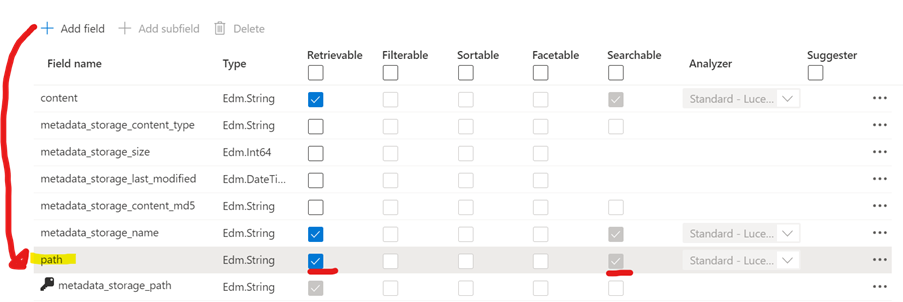 Add field Add subfield Delete
Field name Type Retrievable Filterable Sortable Facetable Searchable Analyzer Suggester
content Edm.String Standard - Luce...
metadata_storage_content_type Edm.String
metadata_storage_size Edm.Int64
metadata_storage_last_modified Edm.DateTi...
metadata_storage_content_md5 Edm.String
metadata_storage_name Edm.String Standard - Luce...
path Edm.String Standard - Luce...
metadata_storage_path Edm.String